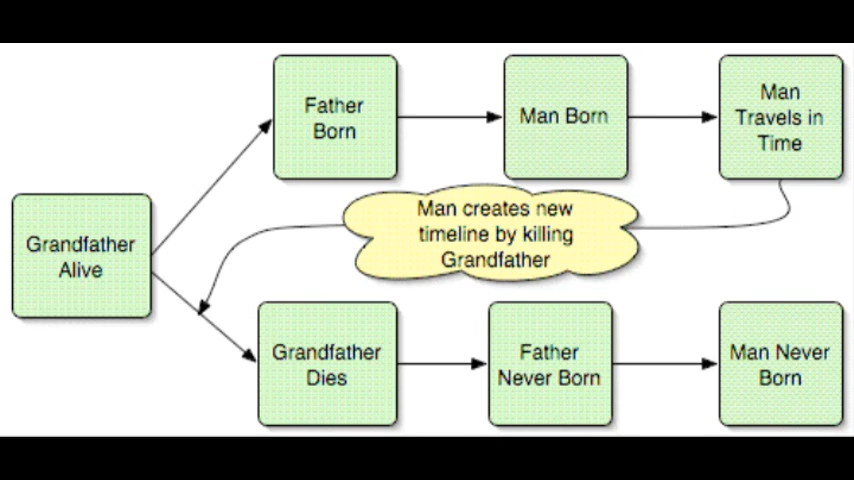 Father
Born
Man Born
Man
Travels in
Time
Grandfather
Alive
Man creates new
timeline by killing
Grandfather
Grandfather
Dies
Father
Never Born
Man Never
Born